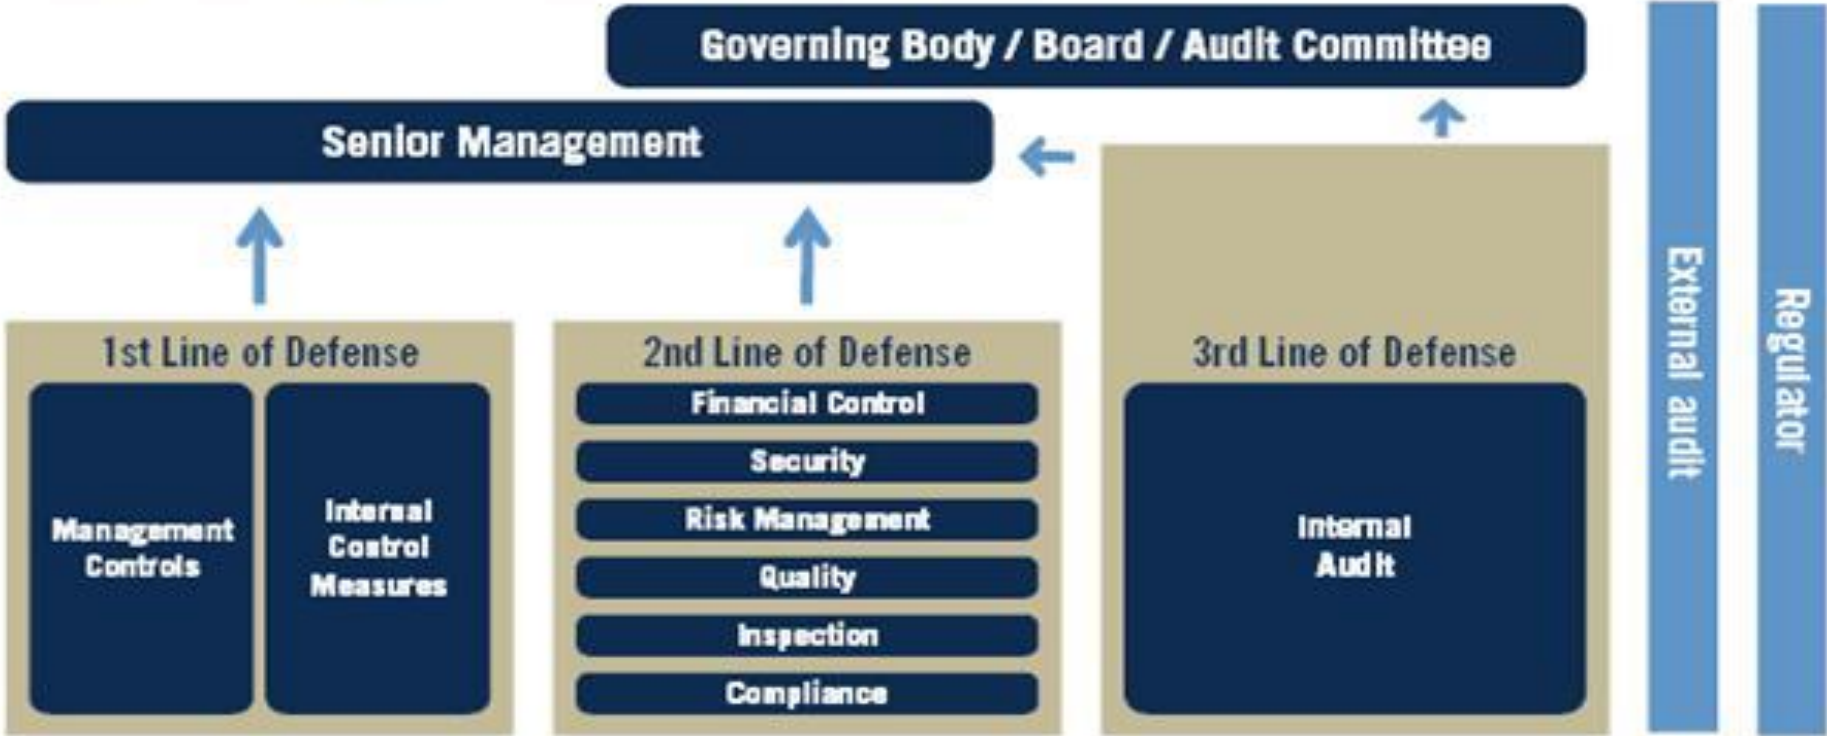 Governing Body / Board / Audit Committee
Senior Management
1st Line of Defense
Management
Controls
Internal
Control
Measures
2nd Line of Defense
Financial Control
Security
Risk Management
Quality
Inspection
Compliance
3rd Line of Defense
Internal
Audit
External audit
Regulator